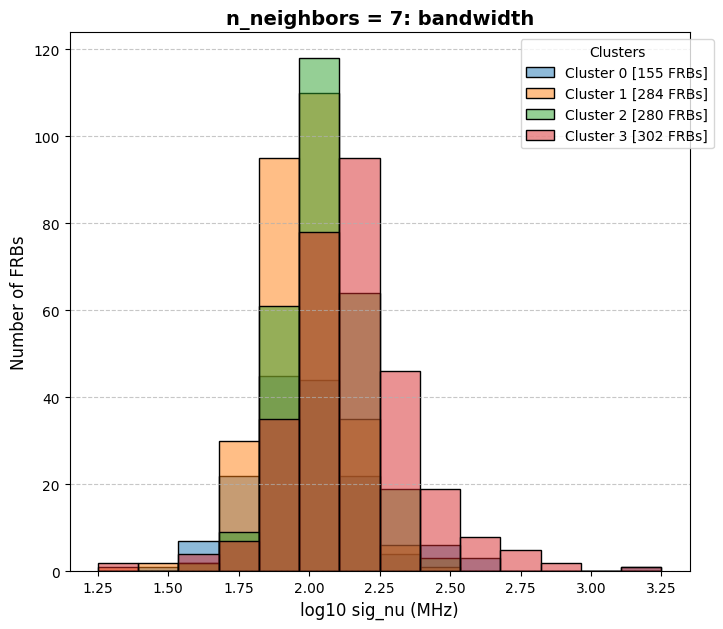 n_neighbors = 7: bandwidth
Clusters
Cluster 0 [155 FRBs]
Cluster 1 [284 FRBs]
Cluster 2 [280 FRBs]
Cluster 3 [302 FRBs]
Number of FRBs
120
100
80
60
40
20
0
1.25 1.50 1.75 2.00 2.25 2.50 2.75 3.00 3.25
log10 sig_nu (MHz)